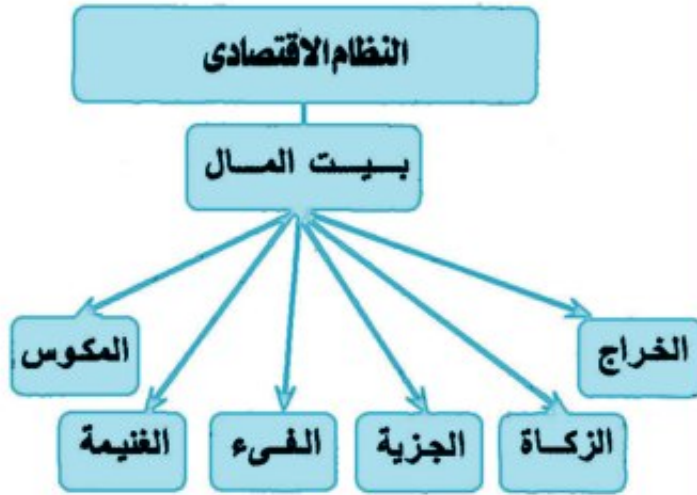 النظام الاقتصادى
بيت المال
الخراج
المكوس
الزكاة
الجزية
الفىء
الغنيمة